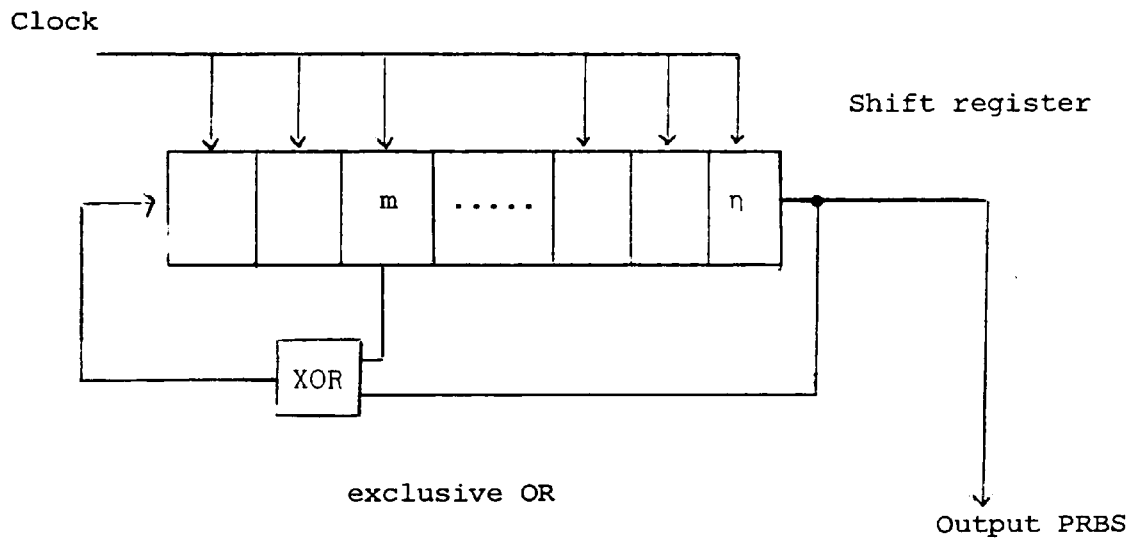 Clock
Shift register
m ..... η
XOR
exclusive OR
Output PRBS